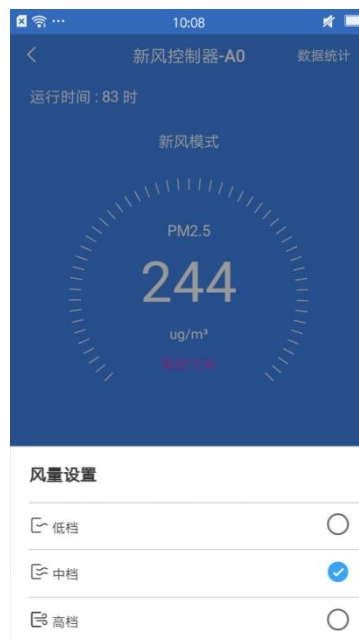 10:08
新风控制器-A0 数据统计
运行时间 : 83 时
新风模式
PM2.5
244
ug/m³
风量设置
低档
中档
高档